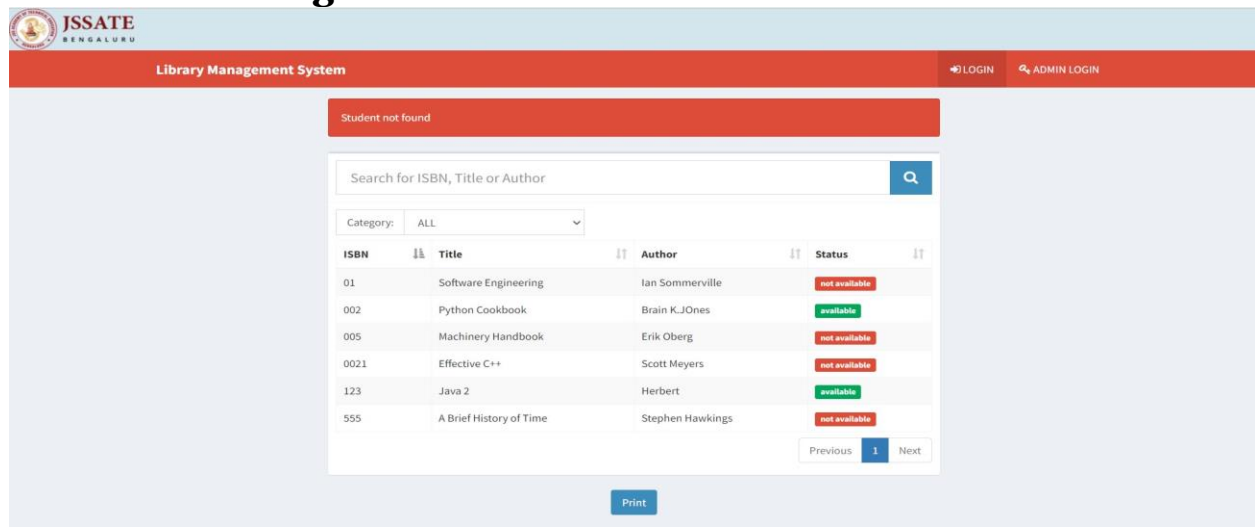 JSSATE
BENGALURU
Library Management System LOGIN ADMIN LOGIN
Student not found
Search for ISBN, Title or Author
Category: ALL
ISBN Title Author Status
01 Software Engineering Ian Sommerville not available
002 Python Cookbook Brain K.JOnes available
005 Machinery Handbook Erik Oberg not available
0021 Effective C++ Scott Meyers not available
123 Java 2 Herbert available
555 A Brief History of Time Stephen Hawkings not available
Previous 1 Next
Print